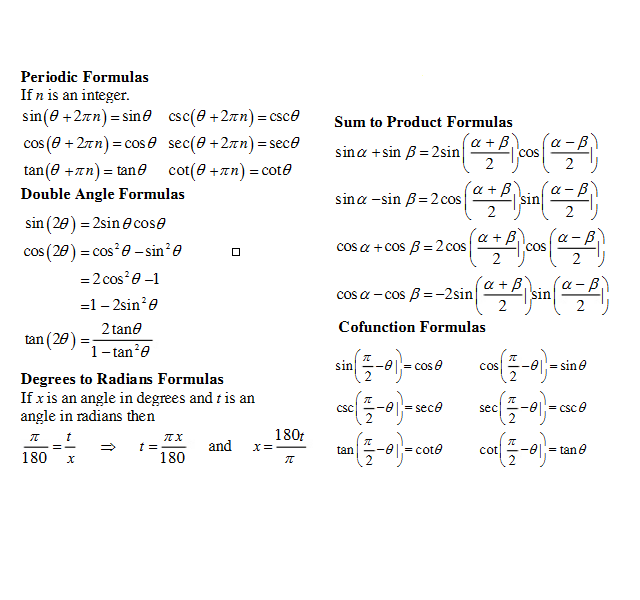 Periodic Formulas
If n is an integer.
sin(θ+2πn)=sinθ csc(θ+2πn)=cscθ
cos(θ+2πn)=cosθ sec(θ+2πn)=secθ
tan(θ+πn)=tanθ cot(θ+πn)=cotθ
Double Angle Formulas
sin(2θ)=2sinθcosθ
cos(2θ)=cos²θ−sin²θ □
=2cos²θ−1
=1−2sin²θ
tan(2θ)=2tanθ/1−tan²θ
Degrees to Radians Formulas
If x is an angle in degrees and t is an
angle in radians then
π/180=t/x ⇒ t=πx/180 and x=180t/π
Sum to Product Formulas
sinα+sinβ=2sin(α+β/2)cos(α−β/2)
sinα−sinβ=2cos(α+β/2)sin(α−β/2)
cosα+cosβ=2cos(α+β/2)cos(α−β/2)
cosα−cosβ=−2sin(α+β/2)sin(α−β/2)
Cofunction Formulas
sin(π/2−θ)=cosθ cos(π/2−θ)=sinθ
csc(π/2−θ)=secθ sec(π/2−θ)=cscθ
tan(π/2−θ)=cotθ cot(π/2−θ)=tanθ